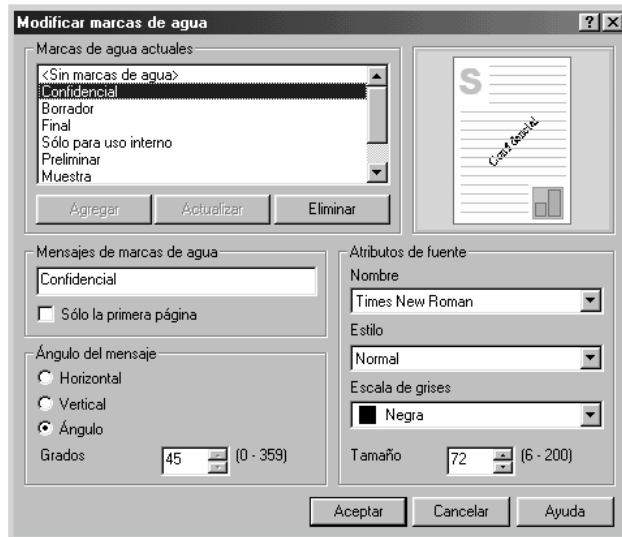 Modificar marcas de agua
Marcas de agua actuales
<Sin marcas de agua>
Confidencial
Borrador
Final
Sólo para uso interno
Preliminar
Muestra
Agregar Actualizar Eliminar
S
Confidencial
Mensajes de marcas de agua
Confidencial
Sólo la primera página
Ángulo del mensaje
Horizontal
Vertical
Ángulo
Grados 45 (0 - 359)
Atributos de fuente
Nombre
Times New Roman
Estilo
Normal
Escala de grises
Negra
Tamaño 72 (6 - 200)
Aceptar Cancelar Ayuda